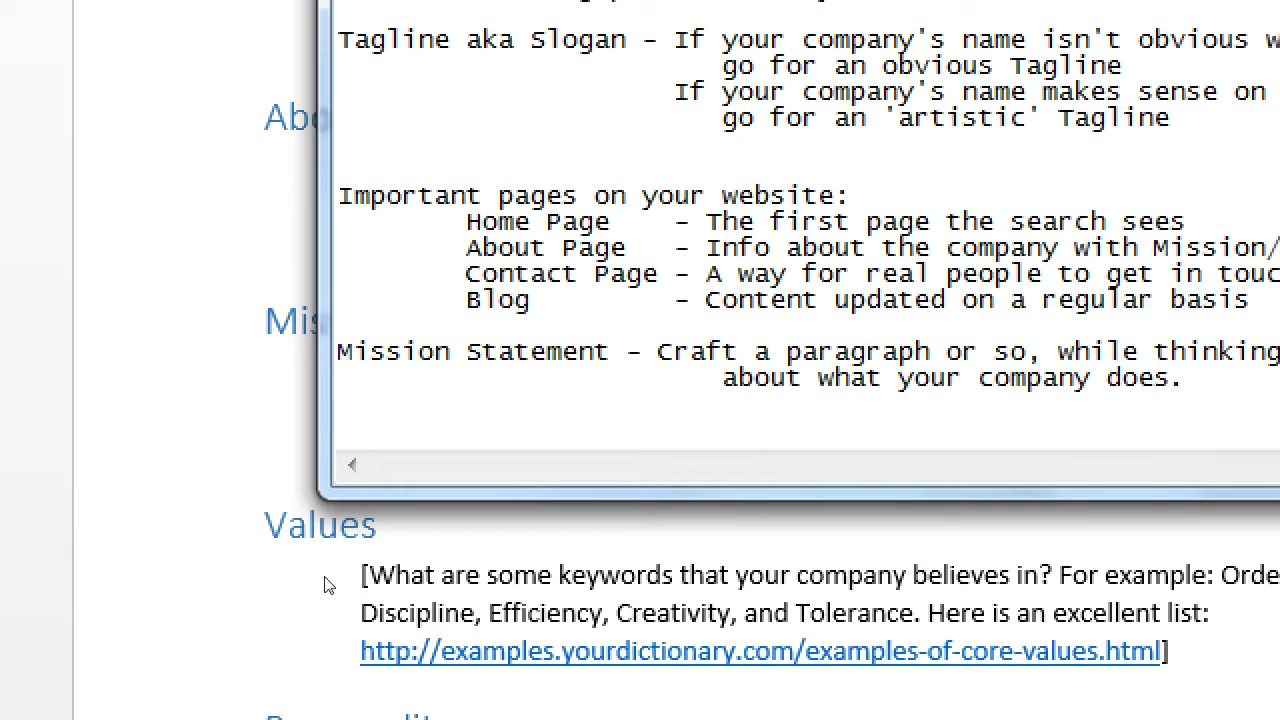 Tagline aka Slogan - If your company's name isn't obvious
go for an obvious Tagline
If your company's name makes sense on
go for an 'artistic' Tagline
Abo
Important pages on your website:
Home Page - The first page the search sees
About Page - Info about the company with Mission/
Contact Page - A way for real people to get in touc
Blog - Content updated on a regular basis
Mis
Mission Statement - Craft a paragraph or so, while thinking
about what your company does.
Values
[What are some keywords that your company believes in? For example: Orde
Discipline, Efficiency, Creativity, and Tolerance. Here is an excellent list:
http://examples.yourdictionary.com/examples-of-core-values.html]